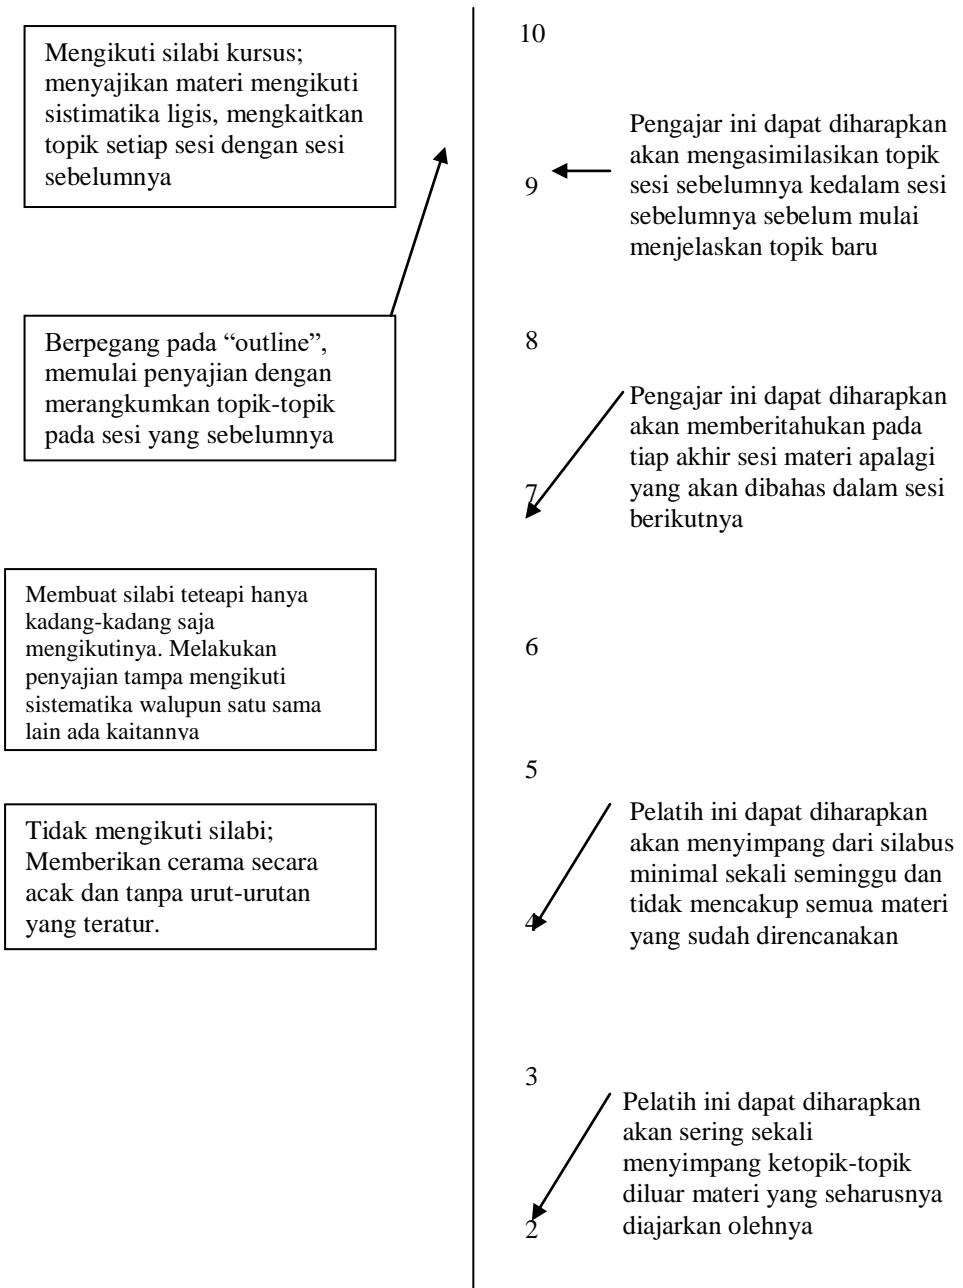 Mengikuti silabi kursus;
menyajikan materi mengikuti
sistimatika ligis, mengkaitkan
topik setiap sesi dengan sesi
sebelumnya
Berpegang pada “outline”,
memulai penyajian dengan
merangkumkan topik-topik
pada sesi yang sebelumnya
Membuat silabi teteapi hanya
kadang-kadang saja
mengikutinya. Melakukan
penyajian tampa mengikuti
sistematika walupun satu sama
lain ada kaitannya
Tidak mengikuti silabi;
Memberikan cerama secara
acak dan tanpa urut-urutan
yang teratur.
10
9
8
7
6
5
4
3
2
Pengajar ini dapat diharapkan
akan mengasimilasikan topik
sesi sebelumnya kedalam sesi
sebelumnya sebelum mulai
menjelaskan topik baru
Pengajar ini dapat diharapkan
akan memberitahukan pada
tiap akhir sesi materi apalagi
yang akan dibahas dalam sesi
berikutnya
Pelatih ini dapat diharapkan
akan menyimpang dari silabus
minimal sekali seminggu dan
tidak mencakup semua materi
yang sudah direncanakan
Pelatih ini dapat diharapkan
akan sering sekali
menyimpang ketopik-topik
diluar materi yang seharusnya
diajarkan olehnya